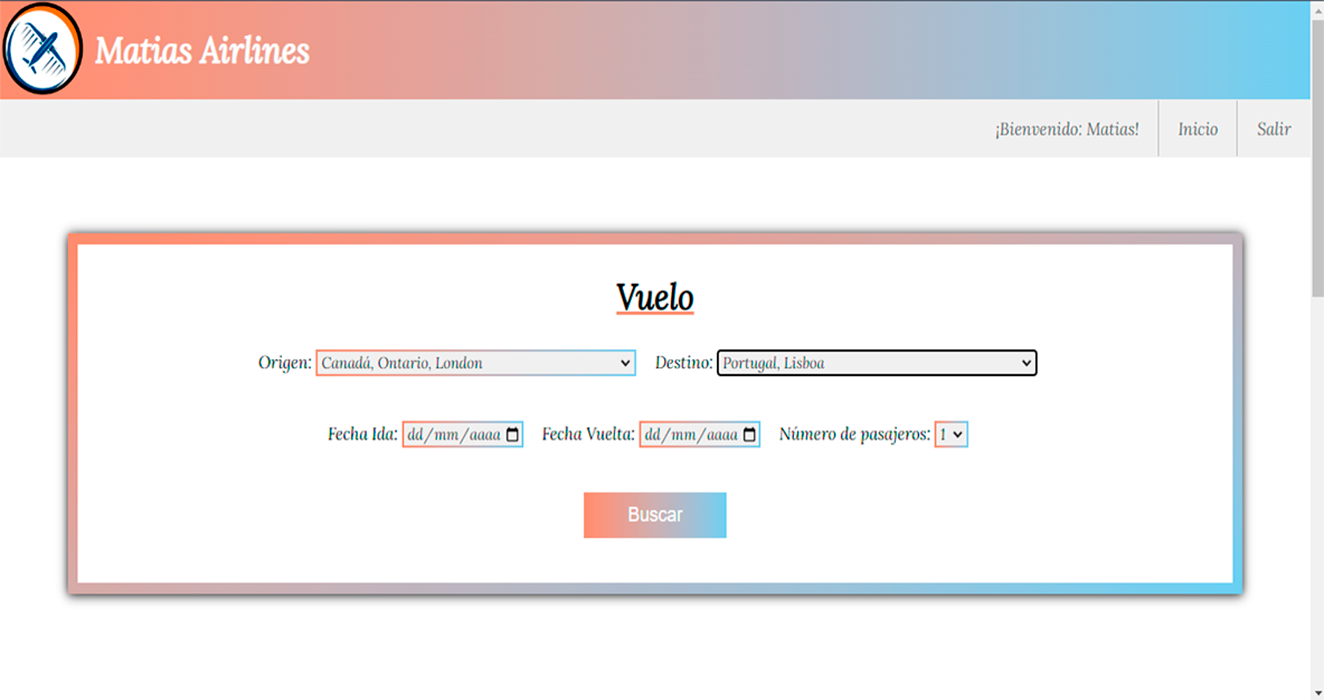 Matias Airlines
¡Bienvenido: Matias! Inicio Salir
Vuelo
Origen: Canadá, Ontario, London Destino: Portugal, Lisboa
Fecha Ida: dd/mm/aaaa Fecha Vuelta: dd/mm/aaaa Número de pasajeros: 1
Buscar